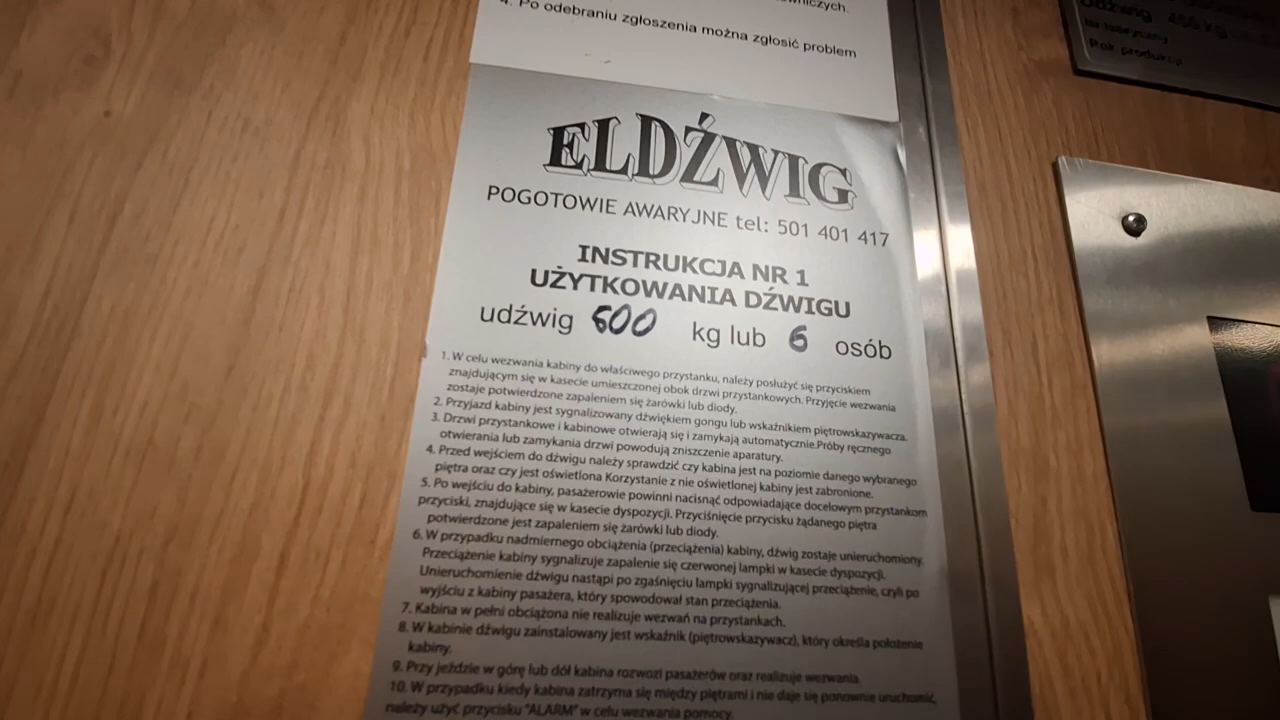 4. Po odebraniu zgłoszenia można zgłosić problem
ELDŹWIG
POGOTOWIE AWARYJNE tel: 501 401 417
INSTRUKCJA NR 1
UŻYTKOWANIA DŹWIGU
udźwig 600 kg lub 6 osób
1. W celu wezwania kabiny do właściwego przystanku, należy posłużyć się przyciskiem
znajdującym się w kasecie umieszczonej obok drzwi przystankowych. Przyjęcie wezwania
zostaje potwierdzone zapaleniem się żarówki lub diody.
2. Przyjazd kabiny jest sygnalizowany dźwiękiem gongu lub wskaźnikiem piętrowskazywacza.
3. Drzwi przystankowe i kabinowe otwierają się i zamykają automatycznie.Próby ręcznego
otwierania lub zamykania drzwi powodują zniszczenie aparatury.
4. Przed wejściem do dźwigu należy sprawdzić czy kabina jest na poziomie danego wybranego
piętra oraz czy jest oświetlona Korzystanie z nie oświetlonej kabiny jest zabronione.
5. Po wejściu do kabiny, pasażerowie powinni nacisnąć odpowiadające docelowym przystankom
przyciski, znajdujące się w kasecie dyspozycji. Przyciśnięcie przycisku żądanego piętra
potwierdzone jest zapaleniem się żarówki lub diody.
6. W przypadku nadmiernego obciążenia (przeciążenia) kabiny, dźwig zostaje unieruchomiony.
Przeciążenie kabiny sygnalizuje zapalenie się czerwonej lampki w kasecie dyspozycji.
Unieruchomienie dźwigu nastąpi po zgaśnięciu lampki sygnalizującej przeciążenie, czyli po
wyjściu z kabiny pasażera, który spowodował stan przeciążenia.
7. Kabina w pełni obciążona nie realizuje wezwań na przystankach.
8. W kabinie dźwigu zainstalowany jest wskaźnik (piętrowskazywacz), który określa położenie
kabiny.
9. Przy jeździe w górę lub dół kabina rozwozi pasażerów oraz realizuje wezwania.
10. W przypadku kiedy kabina zatrzyma się między piętrami i nie daje się ponownie uruchomić,
należy użyć przycisku "ALARM" w celu wezwania pomocy.
Udźwig
Rok produkcji